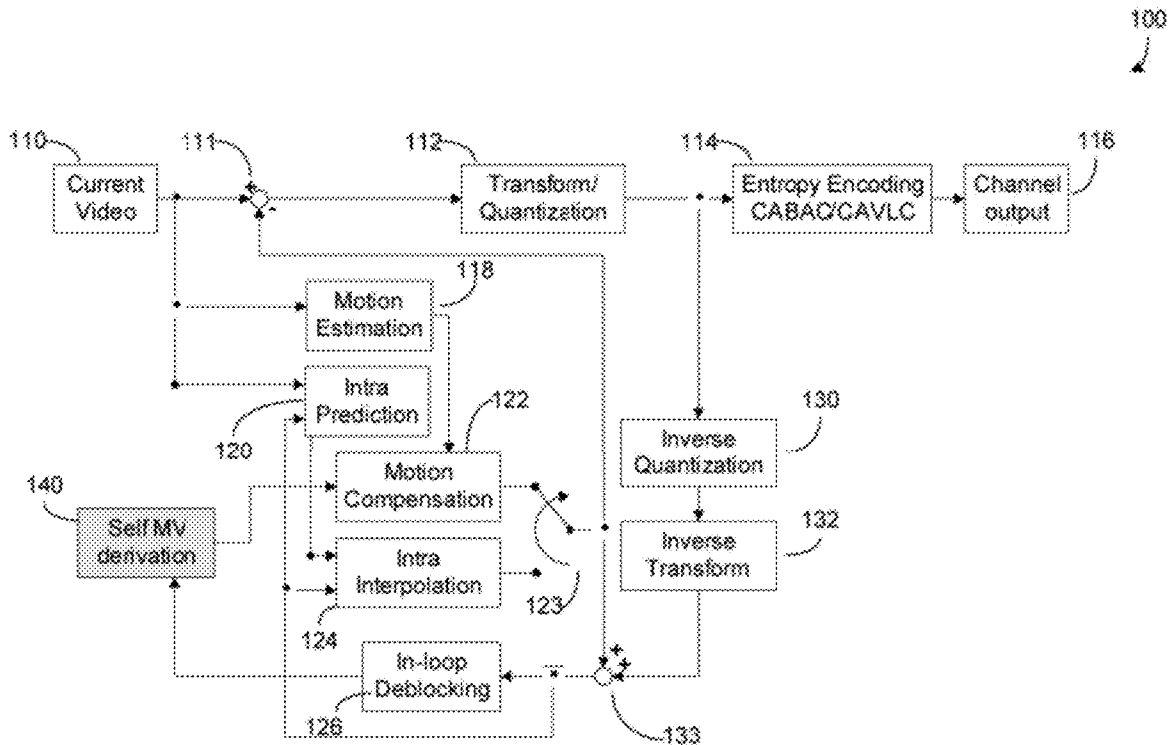 100
110
Current
Video
111
+
-
112
Transform/
Quantization
114
Entropy Encoding
CABAC/CAVLC
116
Channel
output
118
Motion
Estimation
Intra
Prediction
120
122
Motion
Compensation
130
Inverse
Quantization
140
Self MV
derivation
132
Inverse
Transform
Intra
Interpolation
123
124
In-loop
Deblocking
126
+
+
133